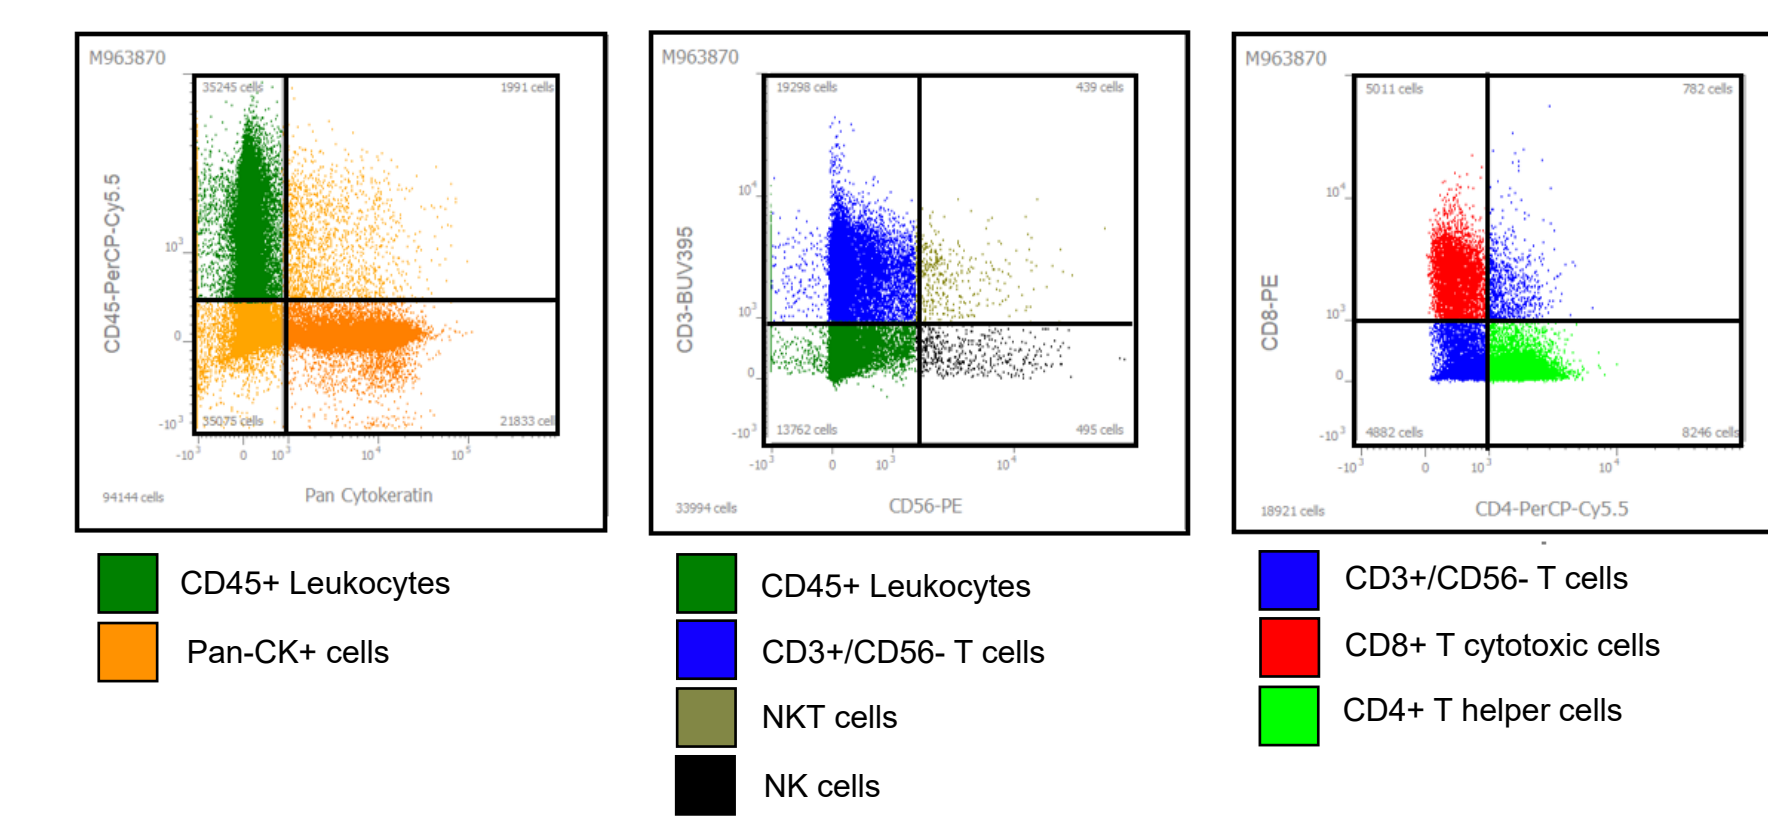 M963870
35245 cells
1991 cells
CD45-PerCP-Cy5.5
10³
0
-10³
35075 cells
21833 cell
-10³
0
10³
10⁴
10⁵
94144 cells
Pan Cytokeratin
CD45+ Leukocytes
Pan-CK+ cells
M963870
19298 cells
439 cells
CD3-BUV395
10⁴
10³
0
-10³
13762 cells
495 cells
-10³
0
10³
10⁴
33994 cells
CD56-PE
CD45+ Leukocytes
CD3+/CD56- T cells
NKT cells
NK cells
M963870
5011 cells
782 cells
CD8-PE
10⁴
10³
0
-10³
4882 cells
8246 cells
-10³
0
10³
10⁴
18921 cells
CD4-PerCP-Cy5.5
CD3+/CD56- T cells
CD8+ T cytotoxic cells
CD4+ T helper cells